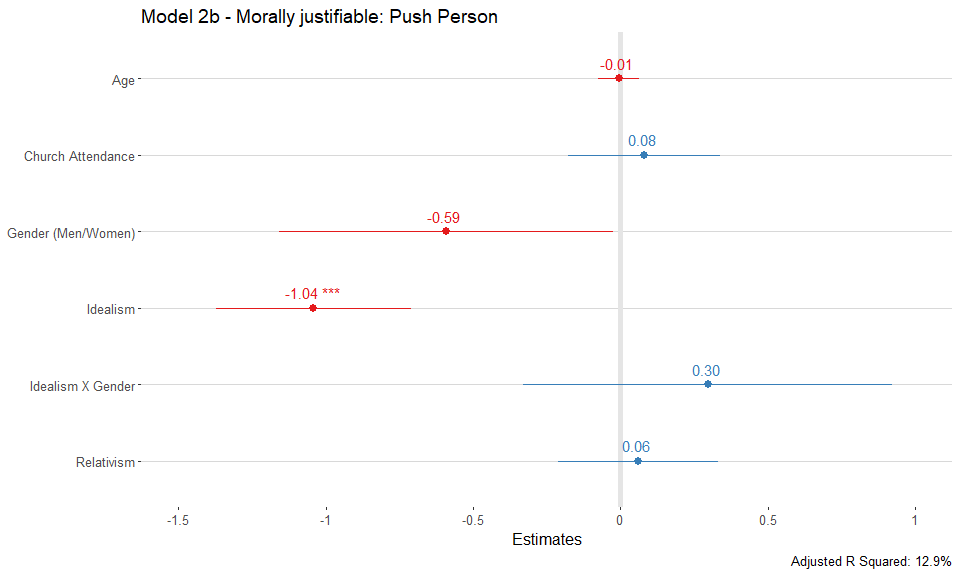 Model 2b - Morally justifiable: Push Person
Age
-0.01
Church Attendance
0.08
Gender (Men/Women)
-0.59
Idealism
-1.04 ***
Idealism X Gender
0.30
Relativism
0.06
-1.5 -1 -0.5 0 0.5 1
Estimates
Adjusted R Squared: 12.9%